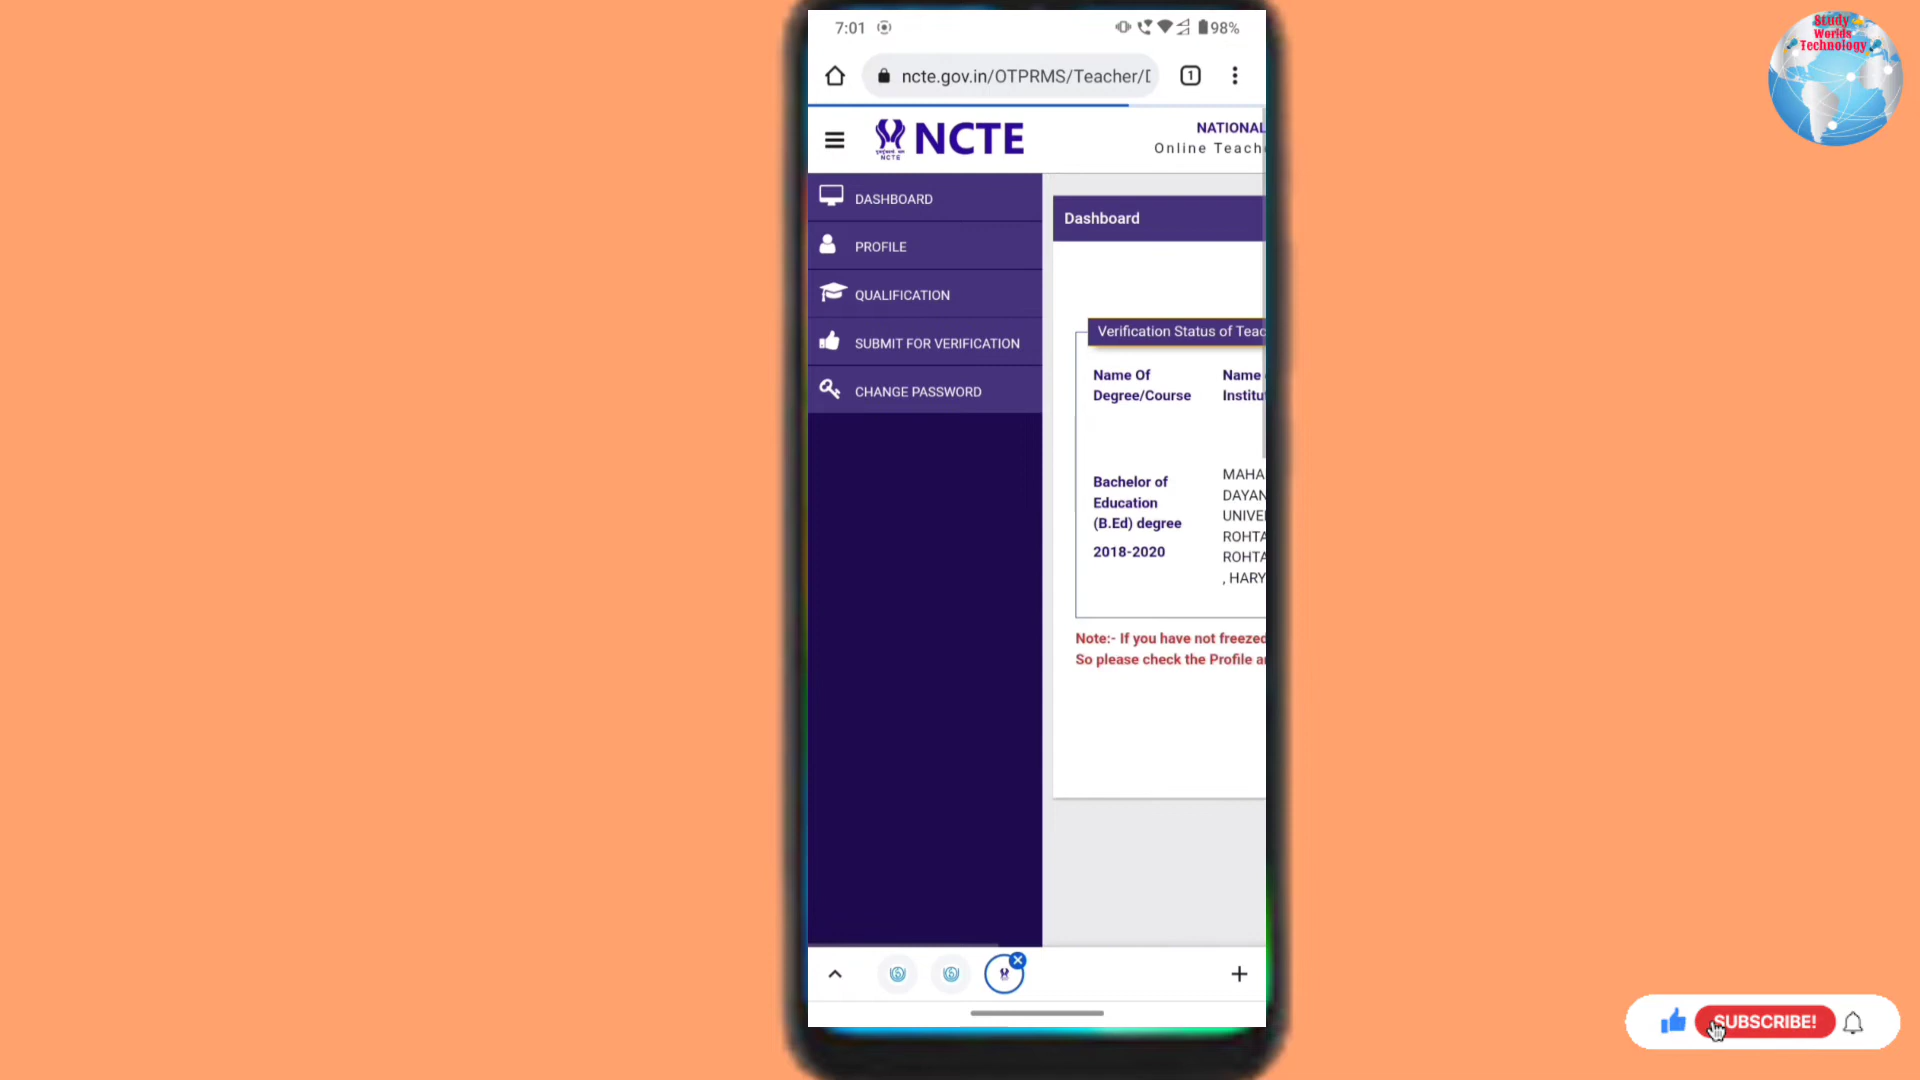 7:01
98%
ncte.gov.in/OTPRMS/Teacher/D
1
NCTE
NCTE
NATIONAL
Online Teach
DASHBOARD
PROFILE
QUALIFICATION
SUBMIT FOR VERIFICATION
CHANGE PASSWORD
Dashboard
Verification Status of Teac
Name Of
Degree/Course
Name
Institu
Bachelor of
Education
(B.Ed) degree
2018-2020
MAHA
DAYAN
UNIVE
ROHTA
ROHTA
, HARY
Note:- If you have not freezed
So please check the Profile a
Study
Worlds
Technology
SUBSCRIBE!